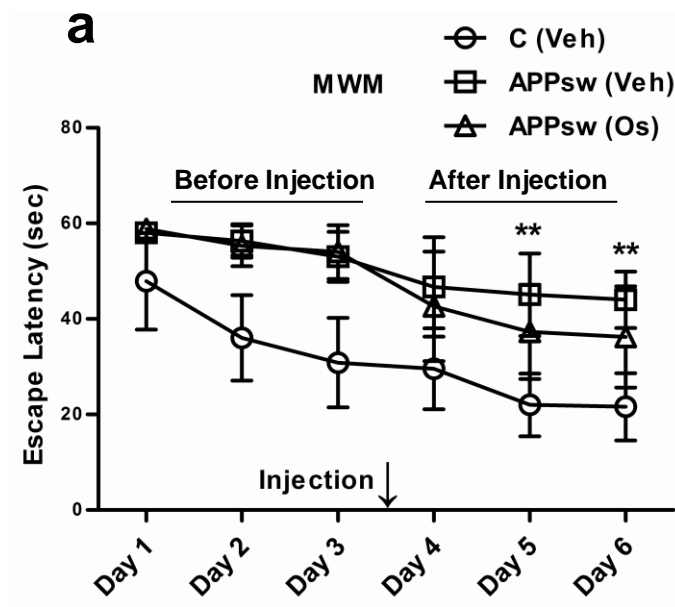 a
C (Veh)
MWM
APPsw (Veh)
APPsw (Os)
80
Before Injection
After Injection
60
**
**
40
20
0
Escape Latency (sec)
Injection
Day 1
Day 2
Day 3
Day 4
Day 5
Day 6